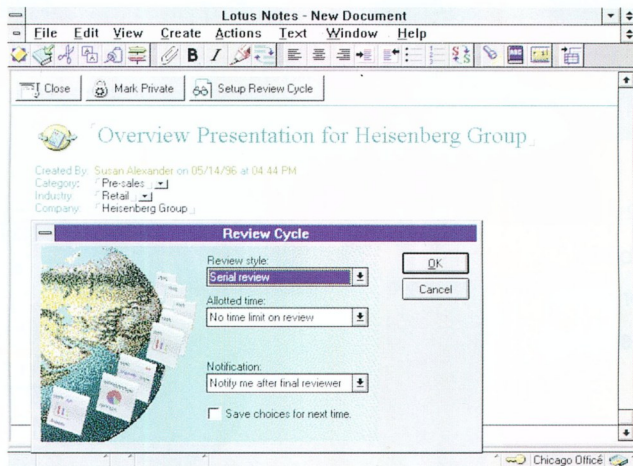 Lotus Notes - New Document
File Edit View Create Actions Text Window Help
B I
Close Mark Private Setup Review Cycle
Overview Presentation for Heisenberg Group
Created By: Susan Alexander on 05/14/96 at 04:44 PM
Category: Pre-sales
Industry: Retail
Company: Heisenberg Group
Review Cycle
Review style:
Serial review
OK
Allotted time:
Cancel
No time limit on review
Notification:
Notify me after final reviewer
Save choices for next time.
Chicago Office